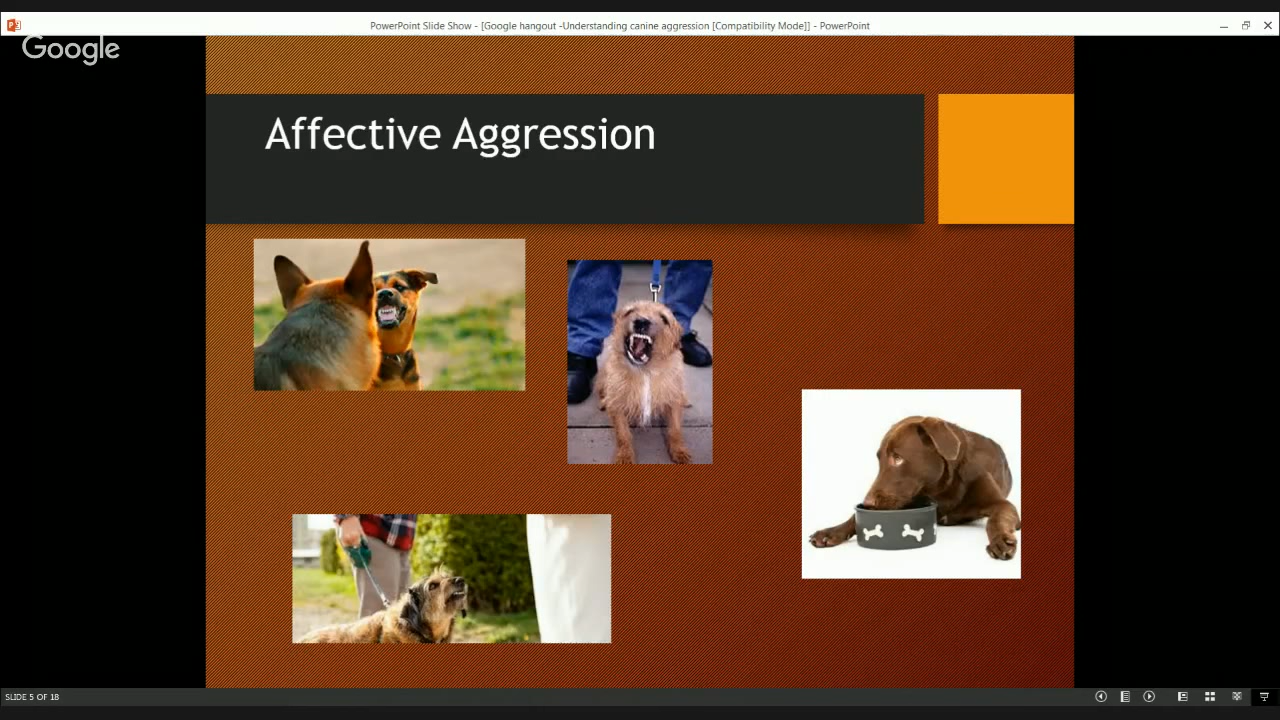 PowerPoint Slide Show - [Google hangout -Understanding canine aggression [Compatibility Mode]] - PowerPoint
Google
Affective Aggression
SLIDE 5 OF 18